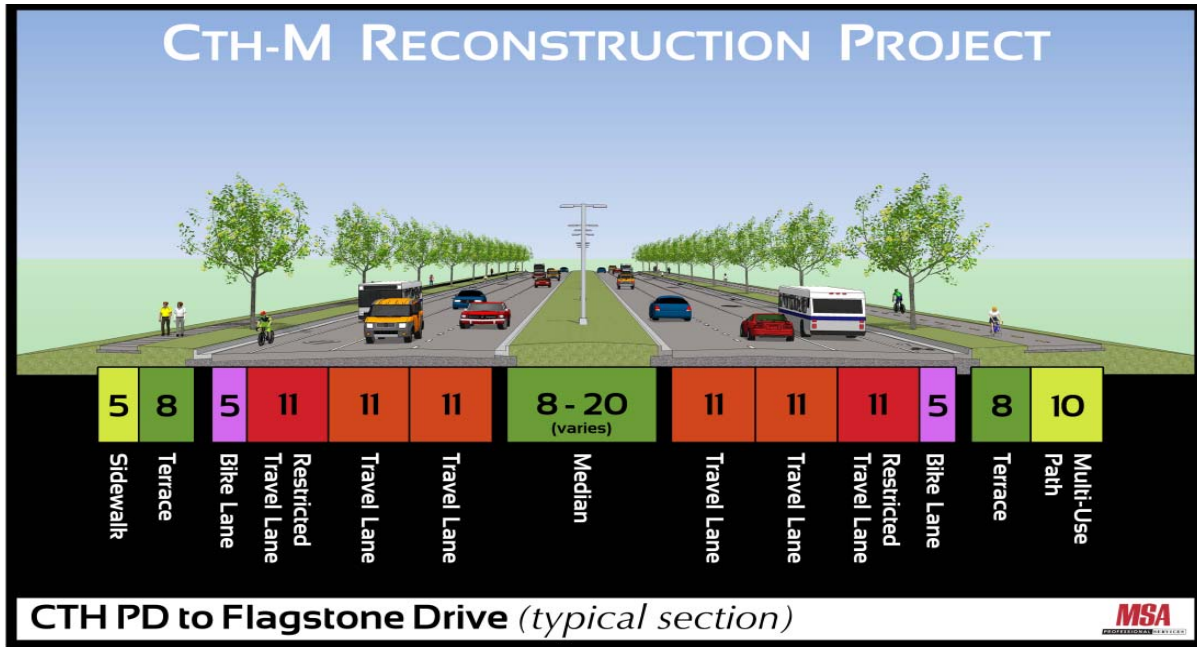 CTH-M RECONSTRUCTION PROJECT
5
8
5
11
11
11
8 - 20
(varies)
11
11
11
5
8
10
Sidewalk
Terrace
Bike Lane
Restricted
Travel Lane
Travel Lane
Travel Lane
Median
Travel Lane
Travel Lane
Restricted
Travel Lane
Bike Lane
Terrace
Multi-Use
Path
CTH PD to Flagstone Drive (typical section)
MSA
PROFESSIONAL SERVICES